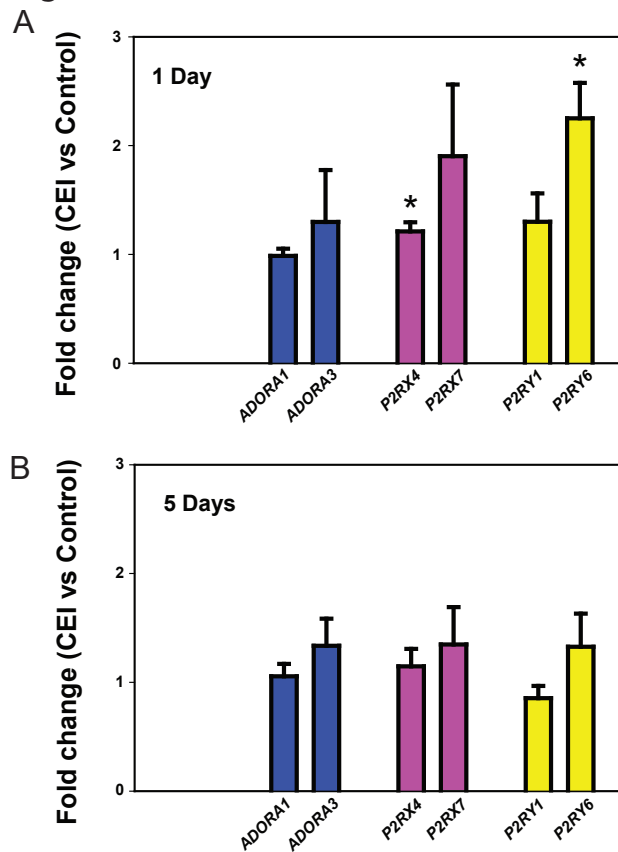 A
3
2
1
0
Fold change (CEI vs Control)
1 Day
*
*
ADORA1
ADORA3
P2RX4
P2RX7
P2RY1
P2RY6
B
3
2
1
0
Fold change (CEI vs Control)
5 Days
ADORA1
ADORA3
P2RX4
P2RX7
P2RY1
P2RY6